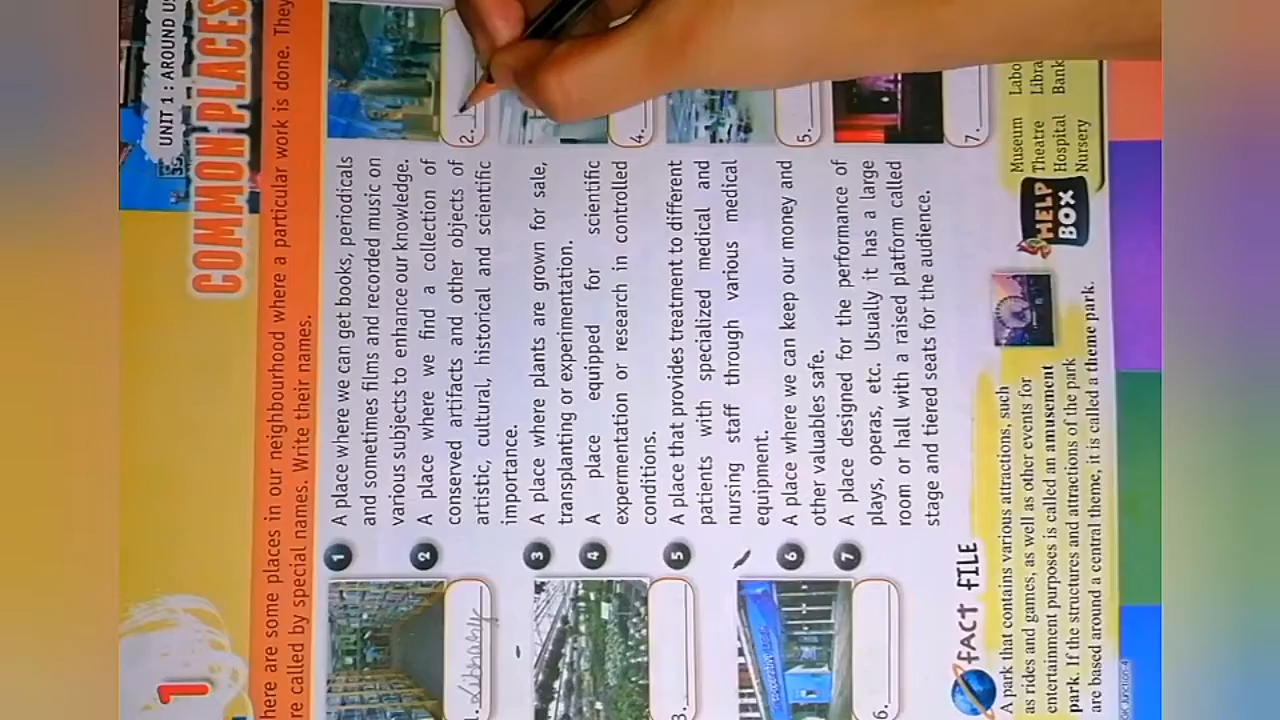 1
UNIT 1 : AROUND
COMMON PLACES
here are some places in our neighbourhood where a particular work is done. They
re called by special names. Write their names.
1 A place where we can get books, periodicals
and sometimes films and recorded music on
various subjects to enhance our knowledge.
2 A place where we find a collection of
conserved artifacts and other objects of
artistic, cultural, historical and scientific
importance.
3 A place where plants are grown for sale,
transplanting or experimentation.
4 A place equipped for scientific
expermentation or research in controlled
conditions.
5 A place that provides treatment to different
patients with specialized medical and
nursing staff through various medical
equipment.
6 A place where we can keep our money and
other valuables safe.
7 A place designed for the performance of
plays, operas, etc. Usually it has a large
room or hall with a raised platform called
stage and tiered seats for the audience.
1. Library
3.
6.
2.
4.
5.
7.
FACT FILE
A park that contains various attractions, such
as rides and games, as well as other events for
entertainment purposes is called an amusement
park. If the structures and attractions of the park
are based around a central theme, it is called a theme park.
HELP
BOX
Museum Labo
Theatre Libra
Hospital Bank
Nursery